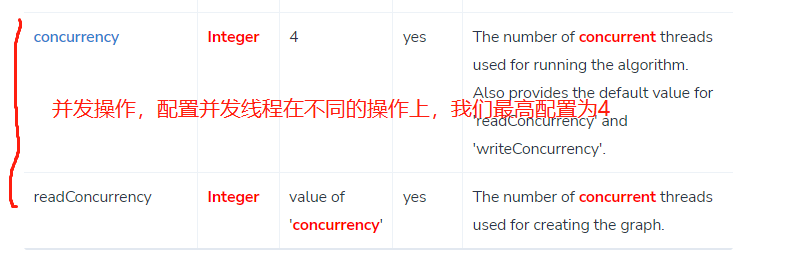 concurrency Integer 4 yes The number of concurrent threads
used for running the algorithm.
Also provides the default value for
并发操作，配置并发线程在不同的操作上，我们最高配置为4
'readConcurrency' and
'writeConcurrency'.
readConcurrency Integer value of yes The number of concurrent threads
'concurrency' used for creating the graph.